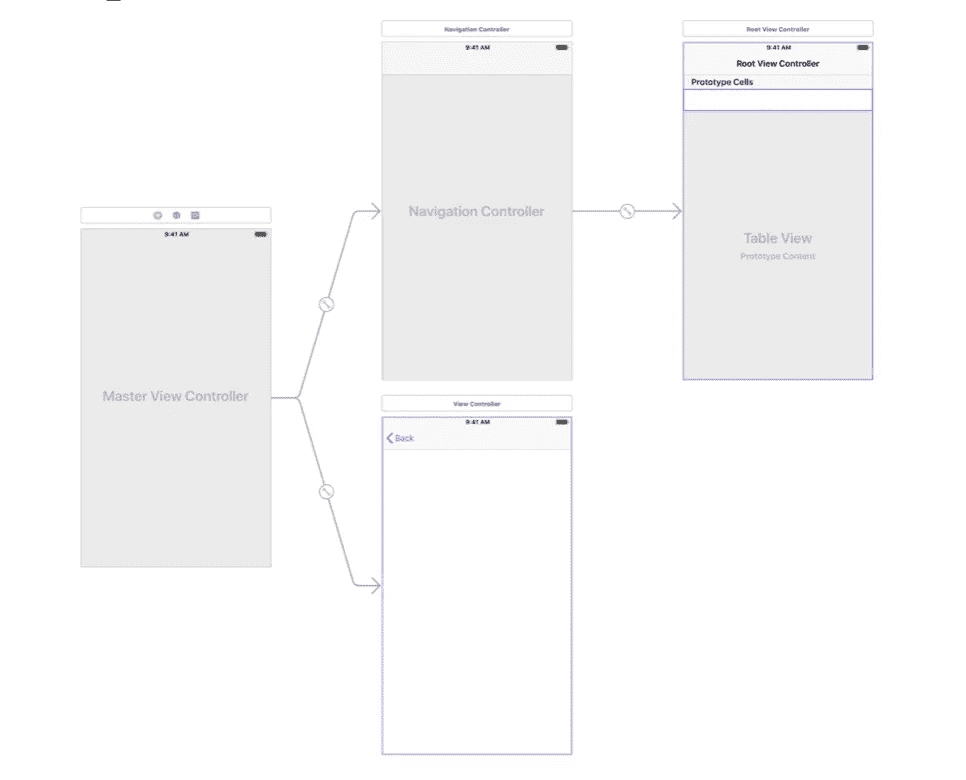 Navigation Controller
9:41 AM
Navigation Controller
Root View Controller
9:41 AM
Root View Controller
Prototype Cells
Table View
Prototype Content
9:41 AM
Master View Controller
View Controller
9:41 AM
Back